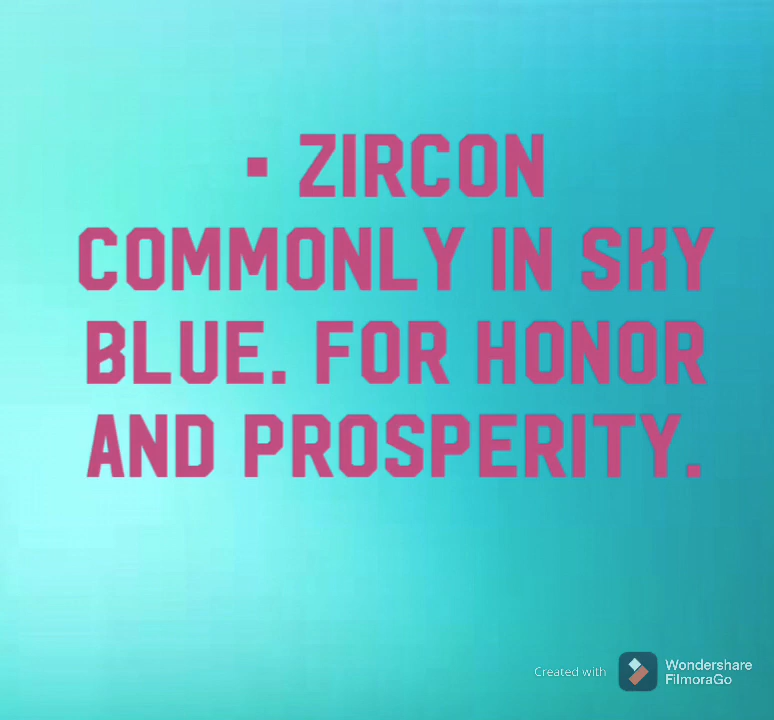 ▪ ZIRCON
COMMONLY IN SKY
BLUE. FOR HONOR
AND PROSPERITY.
Created with
Wondershare
FilmoraGo